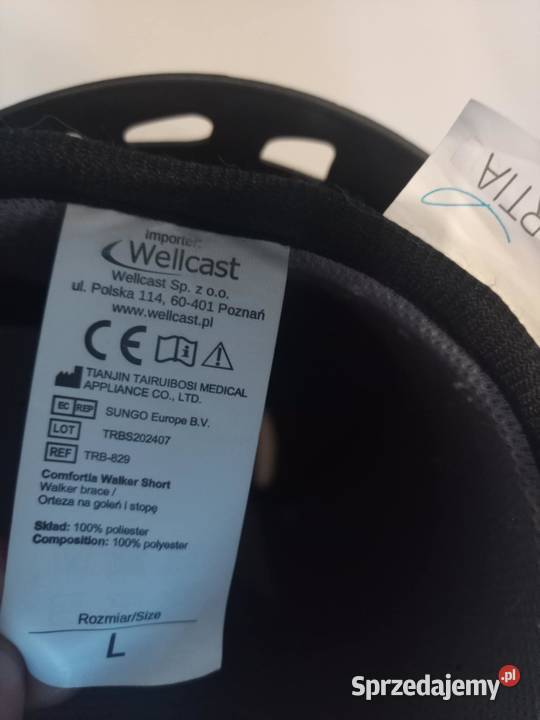 importer:
Wellcast
Wellcast Sp. z o.o.
ul. Polska 114, 60-401 Poznań
www.wellcast.pl
CE
TIANJIN TAIRUIBOSI MEDICAL
APPLIANCE CO., LTD.
EC REP SUNGO Europe B.V.
LOT TRBS202407
REF TRB-829
Comfortia Walker Short
Walker brace /
Orteza na goleń i stopę
Skład: 100% poliester
Composition: 100% polyester
Rozmiar/Size
L
RTIA
Sprzedajemy.pl